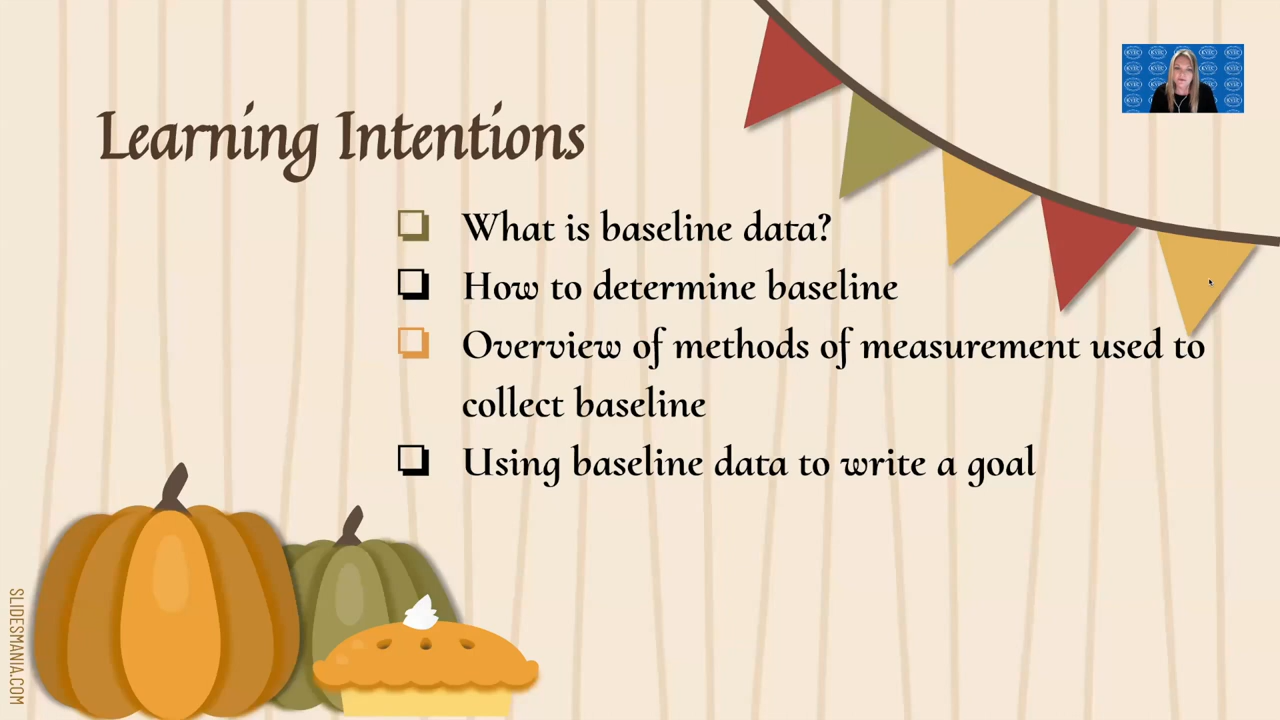 Learning Intentions
What is baseline data?
How to determine baseline
Overview of methods of measurement used to
collect baseline
Using baseline data to write a goal
SLIDESMANIA.COM